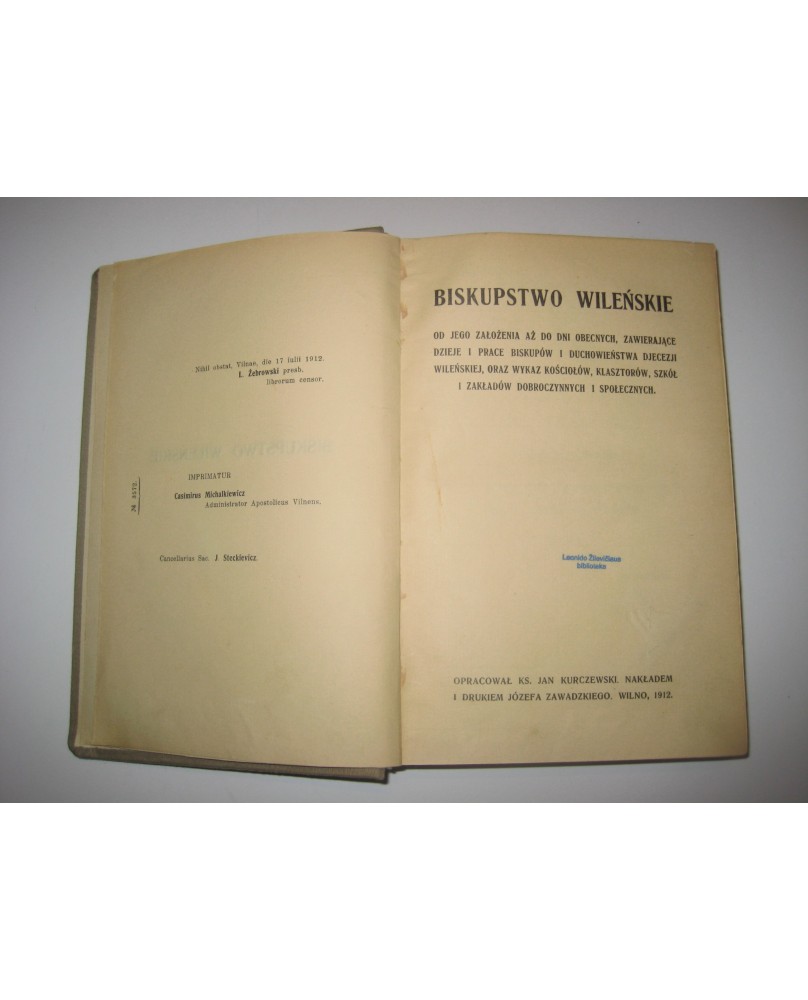 Nihil obstat. Vilnae, die 17 iulii 1912.
L. Żebrowski presb.
librorum censor.
IMPRIMATUR
Casimirus Michalkiewicz
Administrator Apostolicus Vilnens.
Cancellarius Sac. J Steckiewicz.
BISKUPSTWO WILEŃSKIE
OD JEGO ZAŁOŻENIA AŻ DO DNI OBECNYCH, ZAWIERAJĄCE
DZIEJE I PRACE BISKUPÓW I DUCHOWIEŃSTWA DJECEZJI
WILEŃSKIEJ, ORAZ WYKAZ KOŚCIOŁÓW, KLASZTORÓW, SZKÓŁ
I ZAKŁADÓW DOBROCZYNNYCH I SPOŁECZNYCH.
Leonido Žilevičiaus
biblioteka
OPRACOWAŁ KS. JAN KURCZEWSKI. NAKŁADEM
I DRUKIEM JÓZEFA ZAWADZKIEGO. WILNO, 1912.